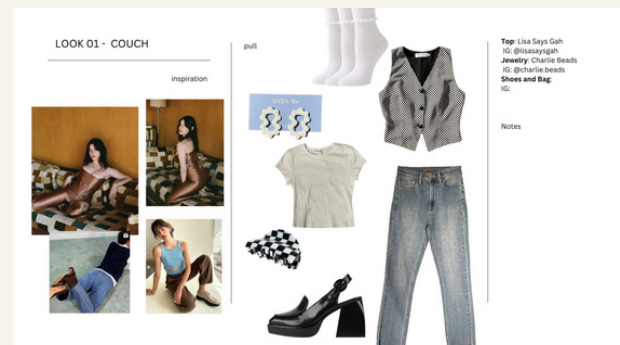 LOOK 01 - COUCH
inspiration
pull
Top: Lisa Says Gah
IG: @lisasaysgah
Jewelry: Charlie Beads
IG: @charlie.beads
Shoes and Bag:
IG:
Notes